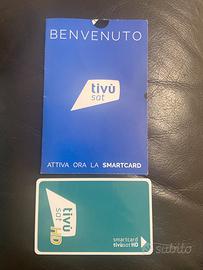 BENVENUTO
tivù
sat
ATTIVA ORA LA SMARTCARD
tivù
sat
HD
smartcard
tivùsat HD
subito